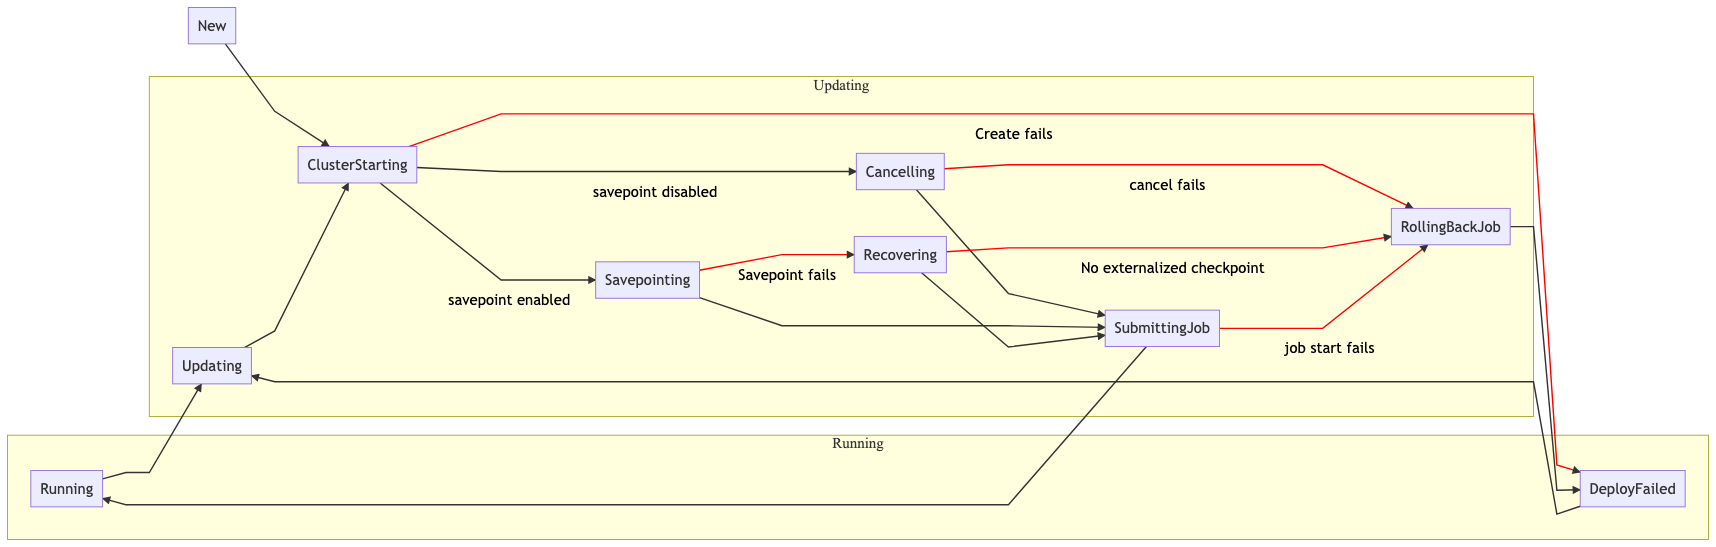 New
Updating
Create fails
ClusterStarting
Cancelling
savepoint disabled
cancel fails
RollingBackJob
Recovering
Savepointing
Savepoint fails
No externalized checkpoint
savepoint enabled
SubmittingJob
job start fails
Updating
Running
Running
DeployFailed